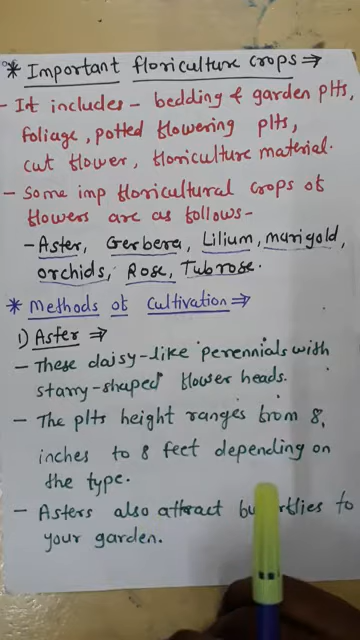 * Important floriculture crops ⇒
- It includes - bedding & garden plts,
foliage, potted flowering plts,
cut flower, floriculture material.
- Some imp floricultural crops of
flowers are as follows -
- Aster, Gerbera, Lilium, marigold,
orchids, Rose, Tubrose.
* Methods of Cultivation ⇒
1) Aster ⇒
- These daisy-like perennials with
starry-shaped flower heads.
- The plts height ranges from 8
inches to 8 feet depending on
the type.
- Asters also attract butterflies to
your garden.